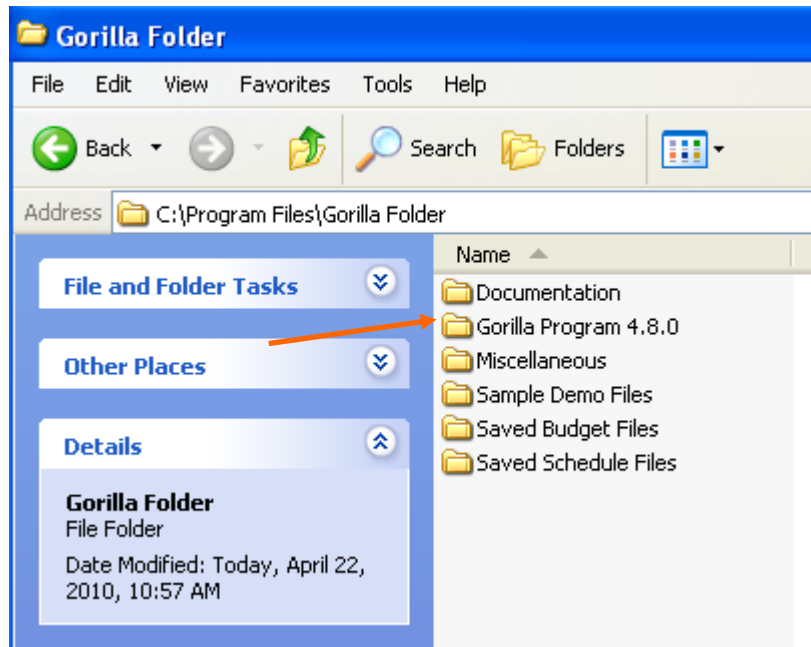 Gorilla Folder
File Edit View Favorites Tools Help
Back Search Folders
Address C:\Program Files\Gorilla Folder
Name
File and Folder Tasks
Other Places
Details
Gorilla Folder
File Folder
Date Modified: Today, April 22,
2010, 10:57 AM
Documentation
Gorilla Program 4.8.0
Miscellaneous
Sample Demo Files
Saved Budget Files
Saved Schedule Files